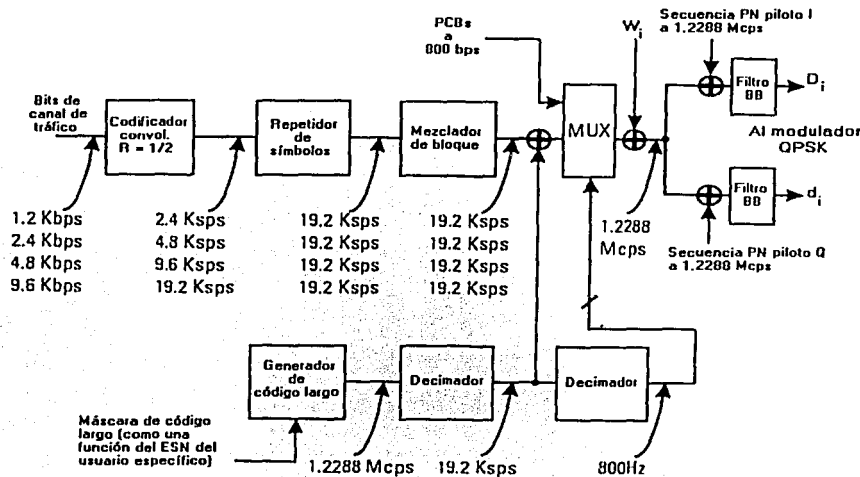 PCBs
a
800 bps
W i
Secuencia PN piloto I
a 1.2288 Mcps
Bits de
canal de
tráfico
Codificador
convol.
R = 1/2
Repetidor
de
símbolos
Mezclador
de bloque
MUX
Filtro
BB
D i
Al modulador
QPSK
Filtro
BB
d i
1.2 Kbps
2.4 Kbps
4.8 Kbps
9.6 Kbps
2.4 Ksps
4.8 Ksps
9.6 Ksps
19.2 Ksps
19.2 Ksps
19.2 Ksps
19.2 Ksps
19.2 Ksps
19.2 Ksps
19.2 Ksps
19.2 Ksps
19.2 Ksps
1.2288
Mcps
Secuencia PN piloto Q
a 1.2288 Mcps
Generador
de
código largo
Decimador
Decimador
Máscara de código
largo (como una
función del ESN del
usuario específico)
1.2288 Mcps
19.2 Ksps
800Hz